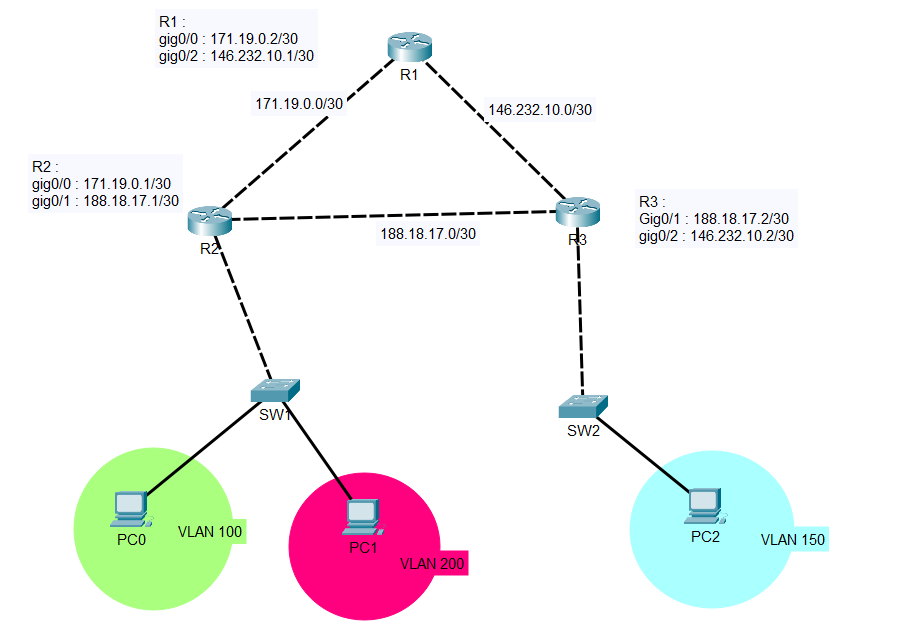 R1 :
gig0/0 : 171.19.0.2/30
gig0/2 : 146.232.10.1/30
R1
171.19.0.0/30
146.232.10.0/30
R2 :
gig0/0 : 171.19.0.1/30
gig0/1 : 188.18.17.1/30
R3 :
Gig0/1 : 188.18.17.2/30
gig0/2 : 146.232.10.2/30
R2
188.18.17.0/30
R3
SW1
SW2
PC0
VLAN 100
PC1
VLAN 200
PC2
VLAN 150